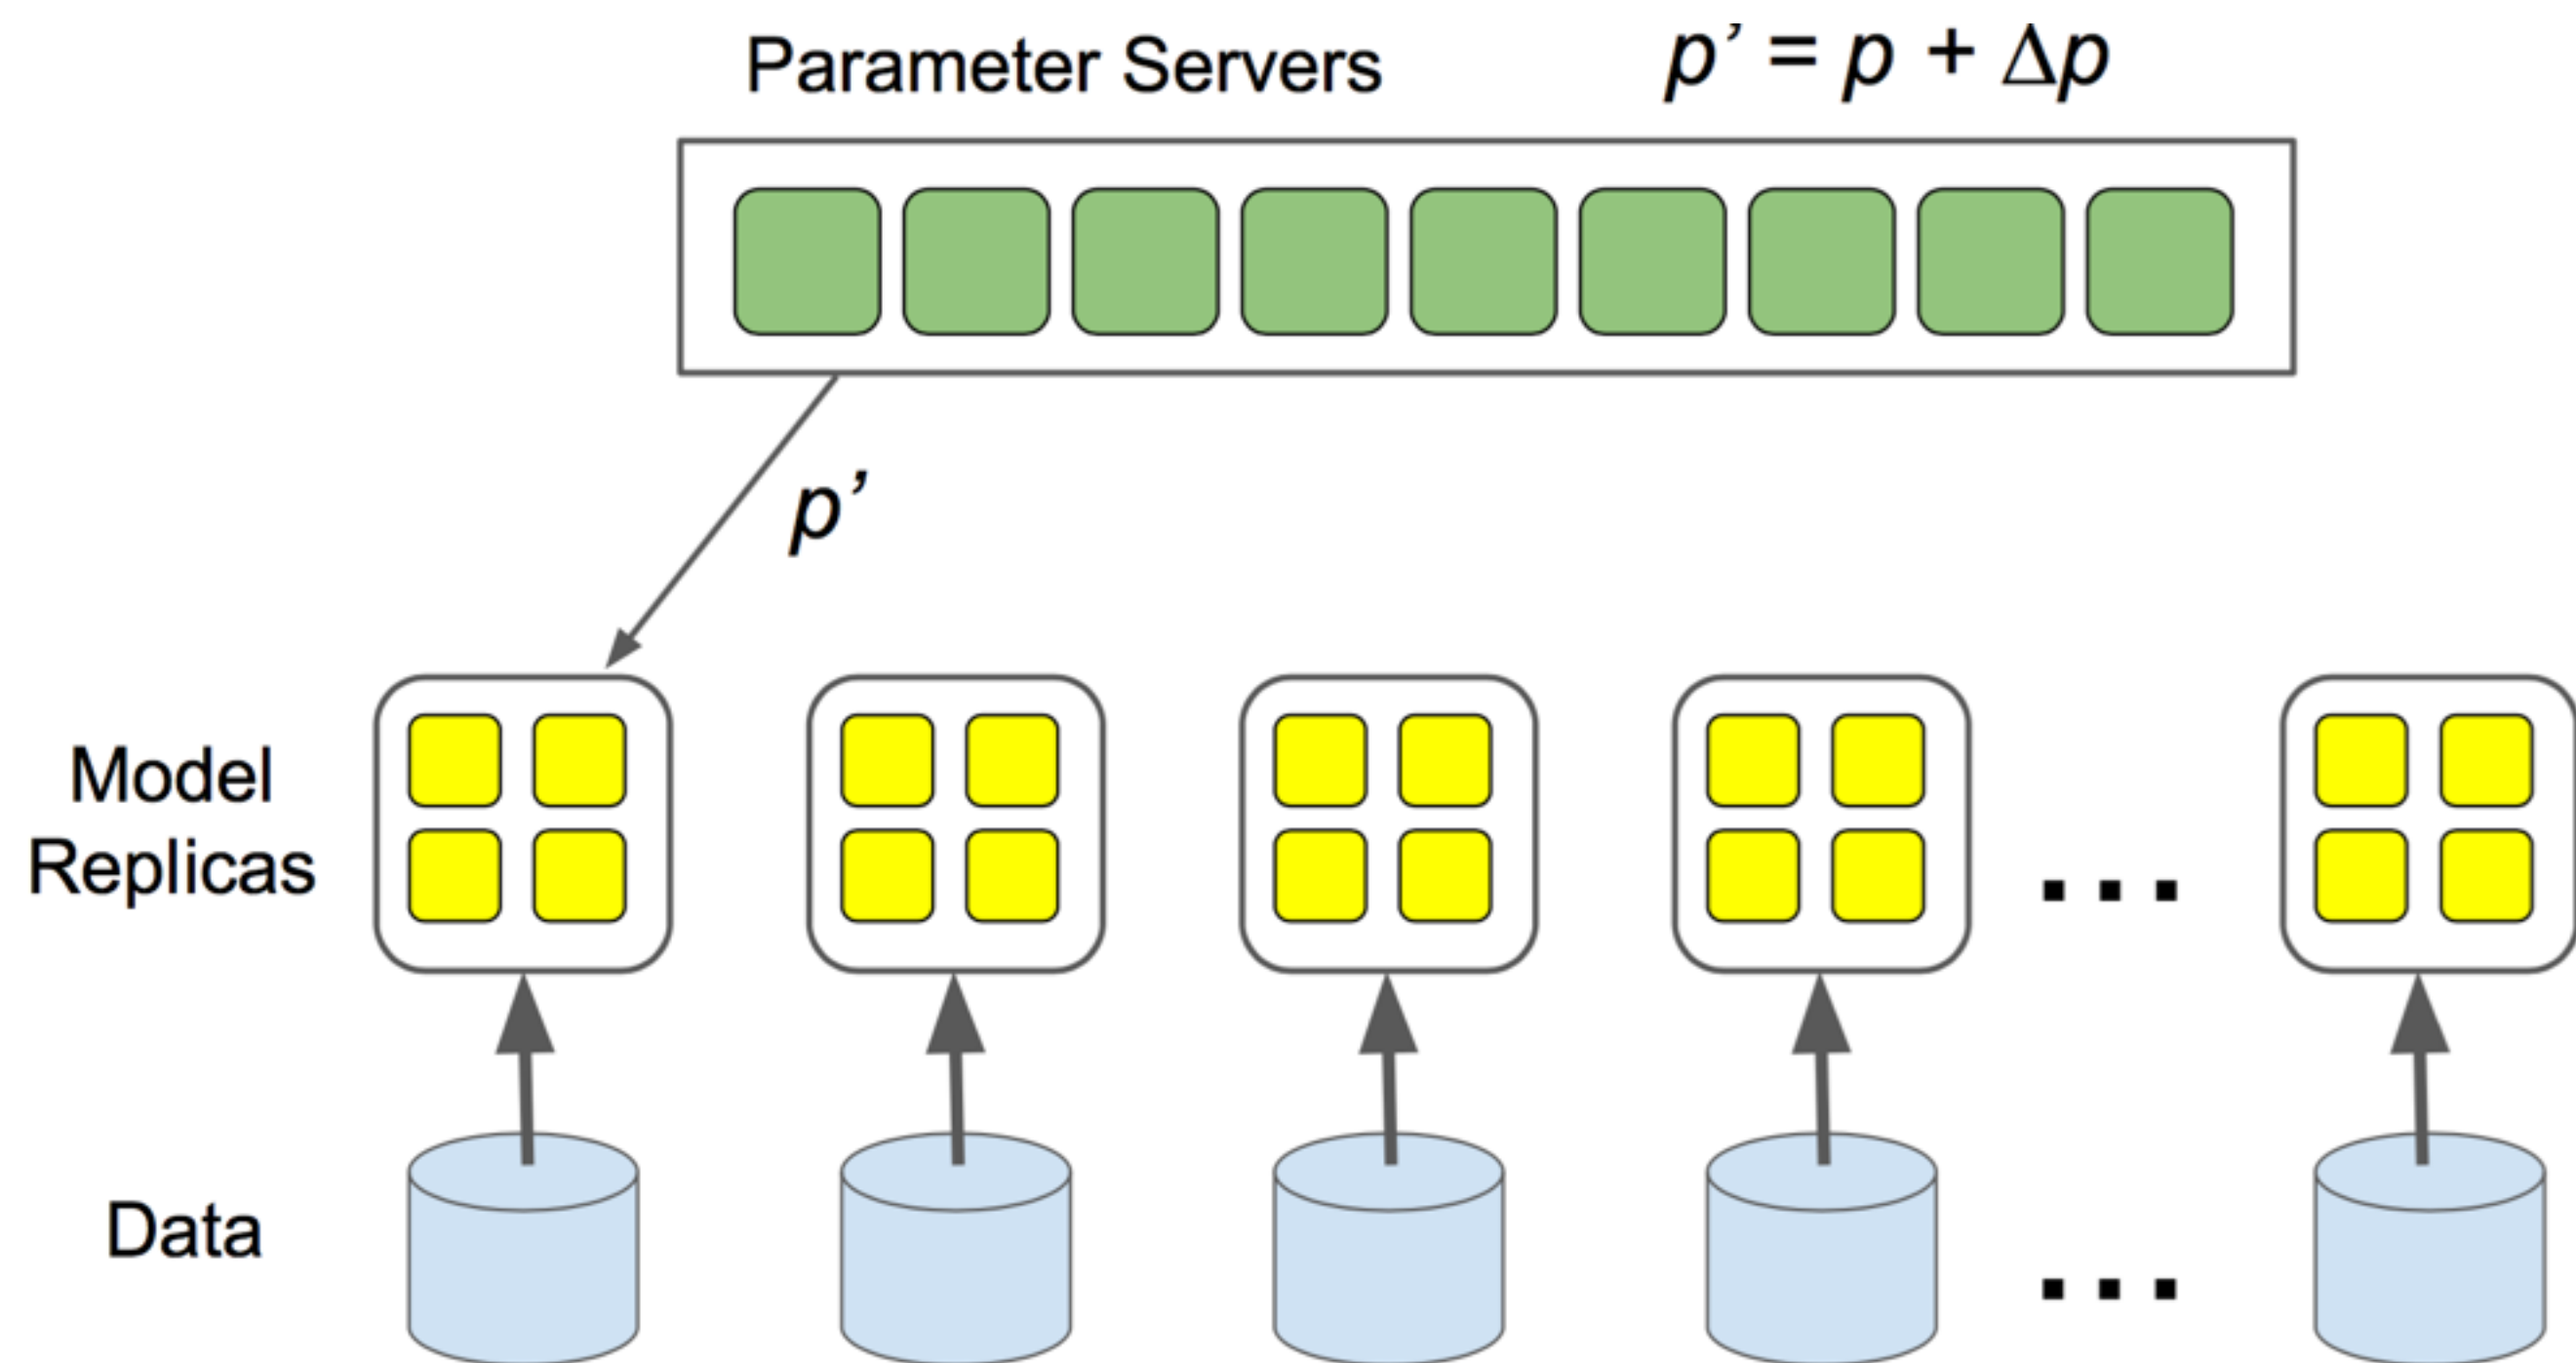 Parameter Servers
p’ = p + Δp
p’
Model
Replicas
...
Data
...